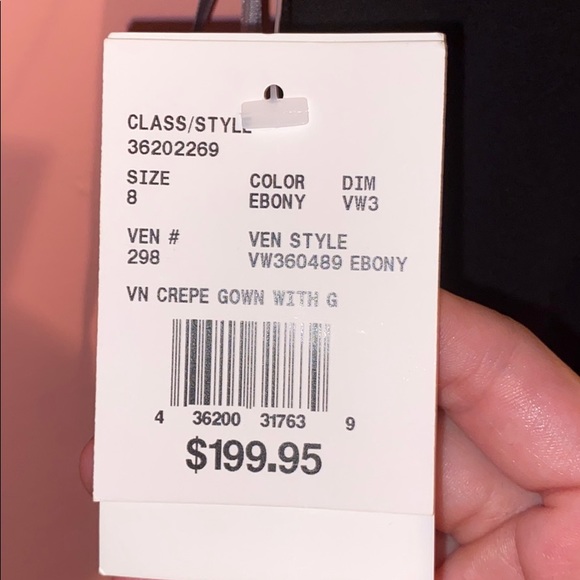 CLASS/STYLE
36202269
SIZE COLOR DIM
8 EBONY VW3
VEN # VEN STYLE
298 VW360489 EBONY
VN CREPE GOWN WITH G
4 36200 31763 9
$199.95